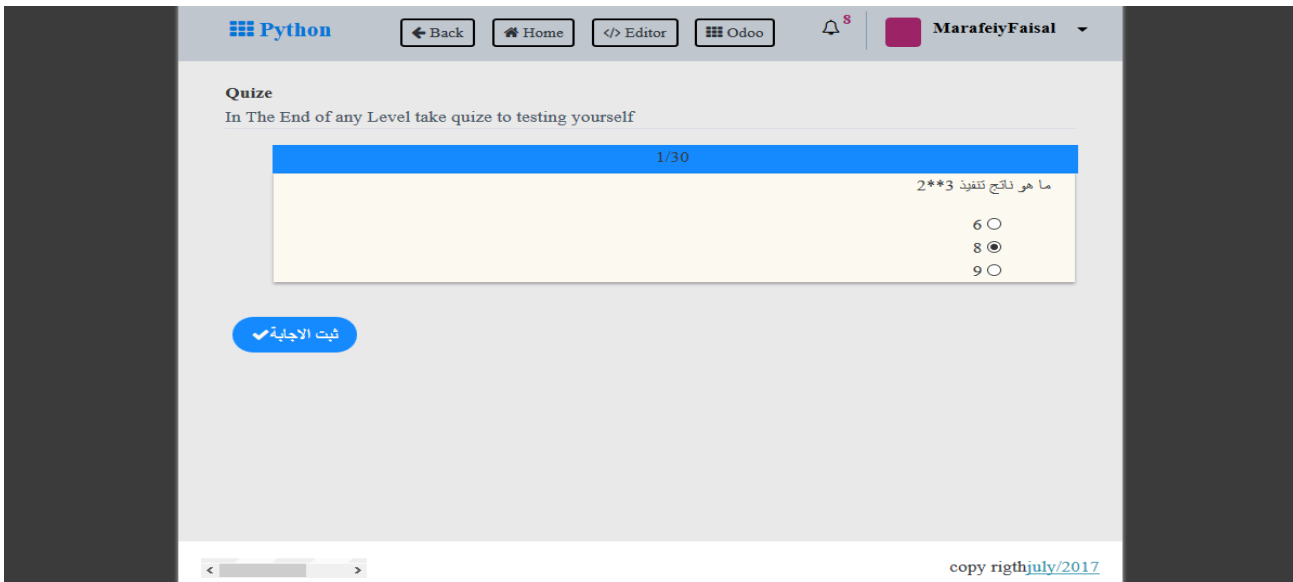 Python
Back
Home
</> Editor
Odoo
8
MarafeiyFaisal
Quize
In The End of any Level take quize to testing yourself
1/30
ما هو ناتج تنفيذ 2**3
6
8
9
ثبت الاجابة
copy rigthjuly/2017